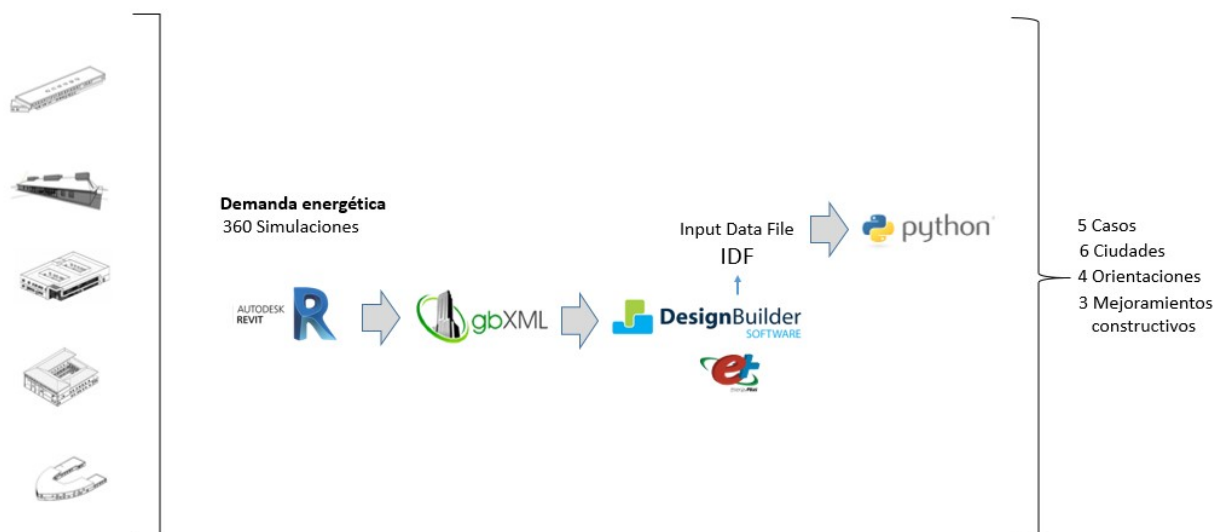 Demanda energética
360 Simulaciones
AUTODESK
REVIT
R
gbXML
Input Data File
IDF
DesignBuilder
SOFTWARE
e+
EnergyPlus
python
5 Casos
6 Ciudades
4 Orientaciones
3 Mejoramientos
constructivos